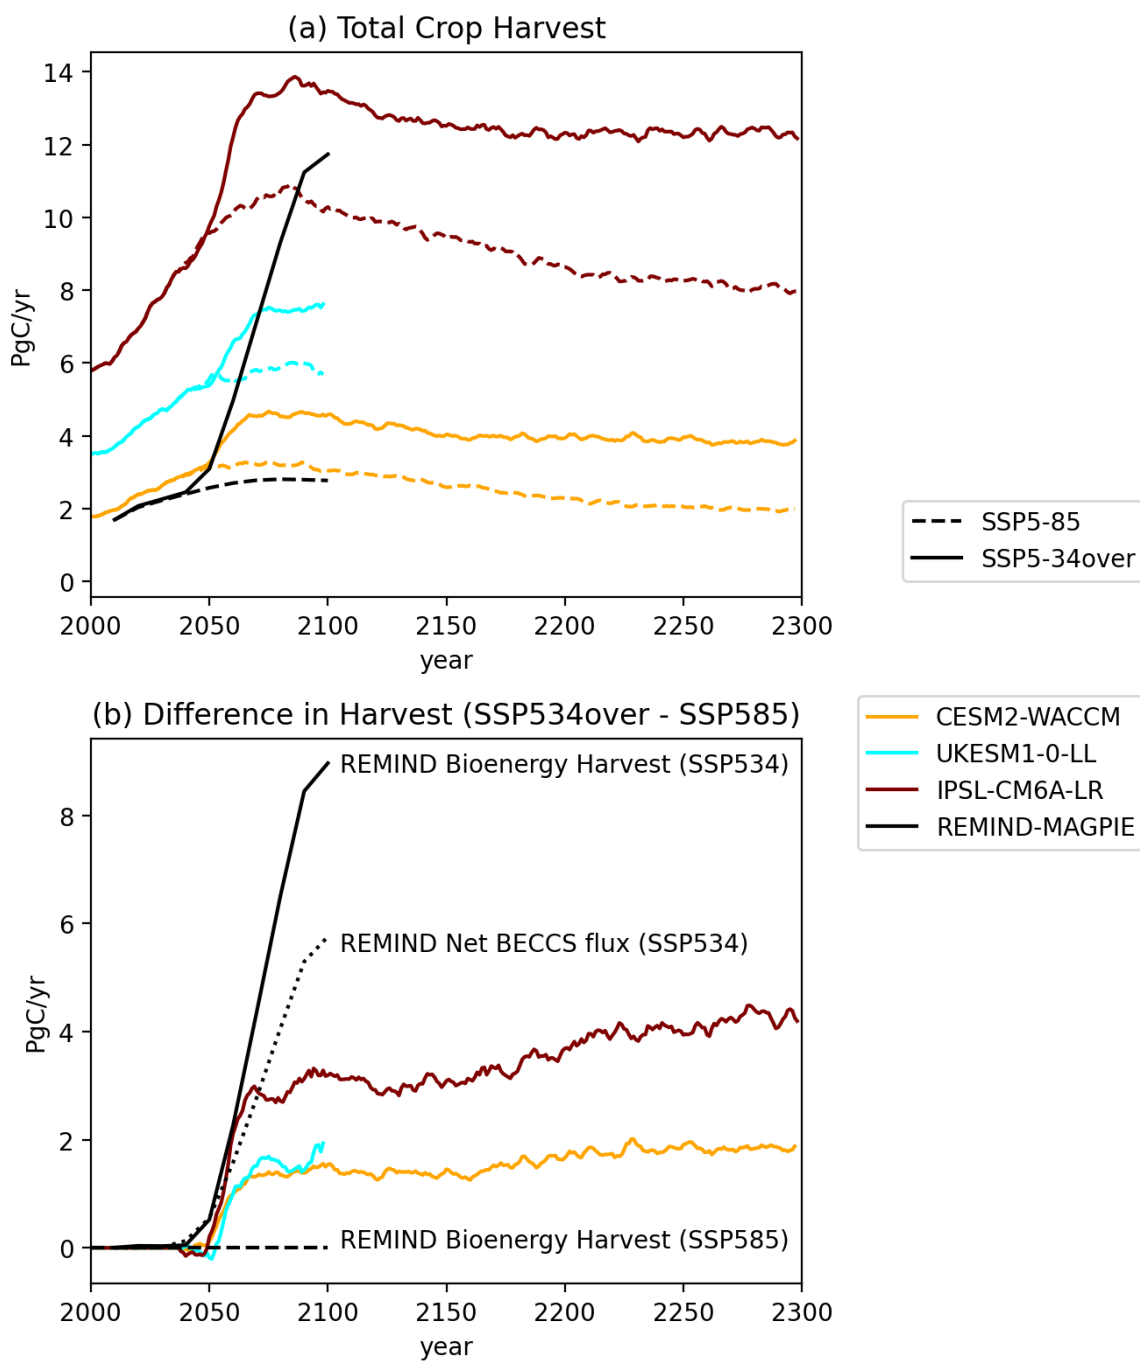 (a) Total Crop Harvest
14
12
10
8
6
4
2
0
PgC/yr
2000 2050 2100 2150 2200 2250 2300
year
SSP5-85
SSP5-34over
(b) Difference in Harvest (SSP534over - SSP585)
CESM2-WACCM
UKESM1-0-LL
IPSL-CM6A-LR
REMIND-MAGPIE
REMIND Bioenergy Harvest (SSP534)
REMIND Net BECCS flux (SSP534)
REMIND Bioenergy Harvest (SSP585)
8
6
4
2
0
PgC/yr
2000 2050 2100 2150 2200 2250 2300
year